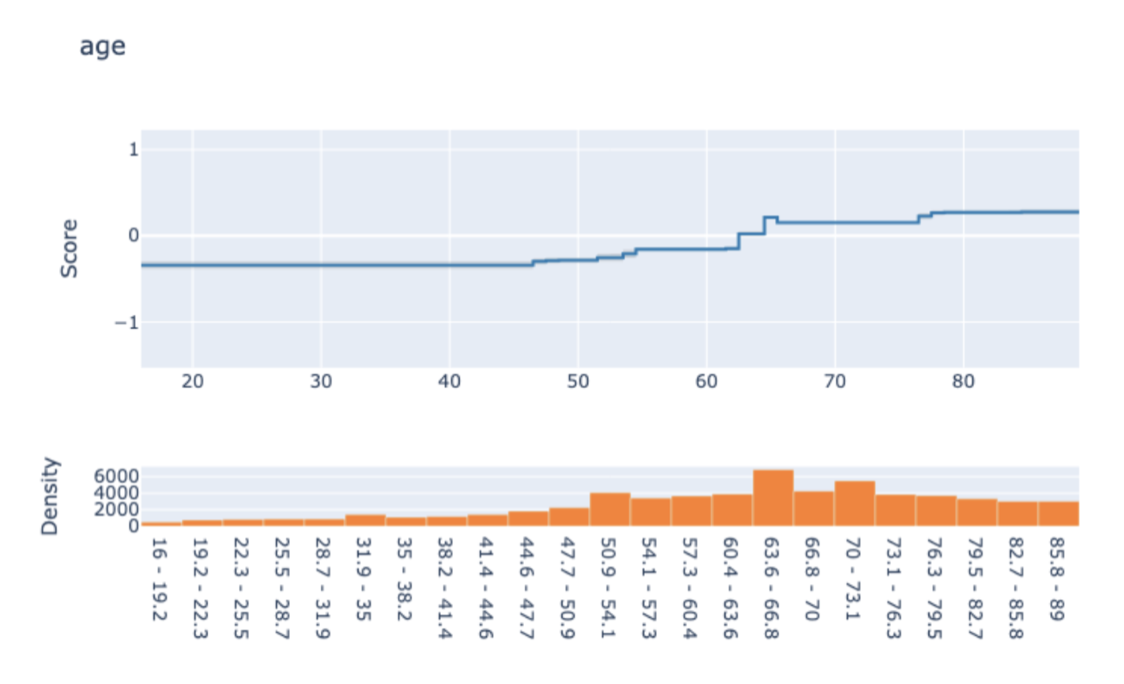 age
1
0
−1
Score
20 30 40 50 60 70 80
6000
4000
2000
0
Density
16 - 19.2
19.2 - 22.3
22.3 - 25.5
25.5 - 28.7
28.7 - 31.9
31.9 - 35
35 - 38.2
38.2 - 41.4
41.4 - 44.6
44.6 - 47.7
47.7 - 50.9
50.9 - 54.1
54.1 - 57.3
57.3 - 60.4
60.4 - 63.6
63.6 - 66.8
66.8 - 70
70 - 73.1
73.1 - 76.3
76.3 - 79.5
79.5 - 82.7
82.7 - 85.8
85.8 - 89